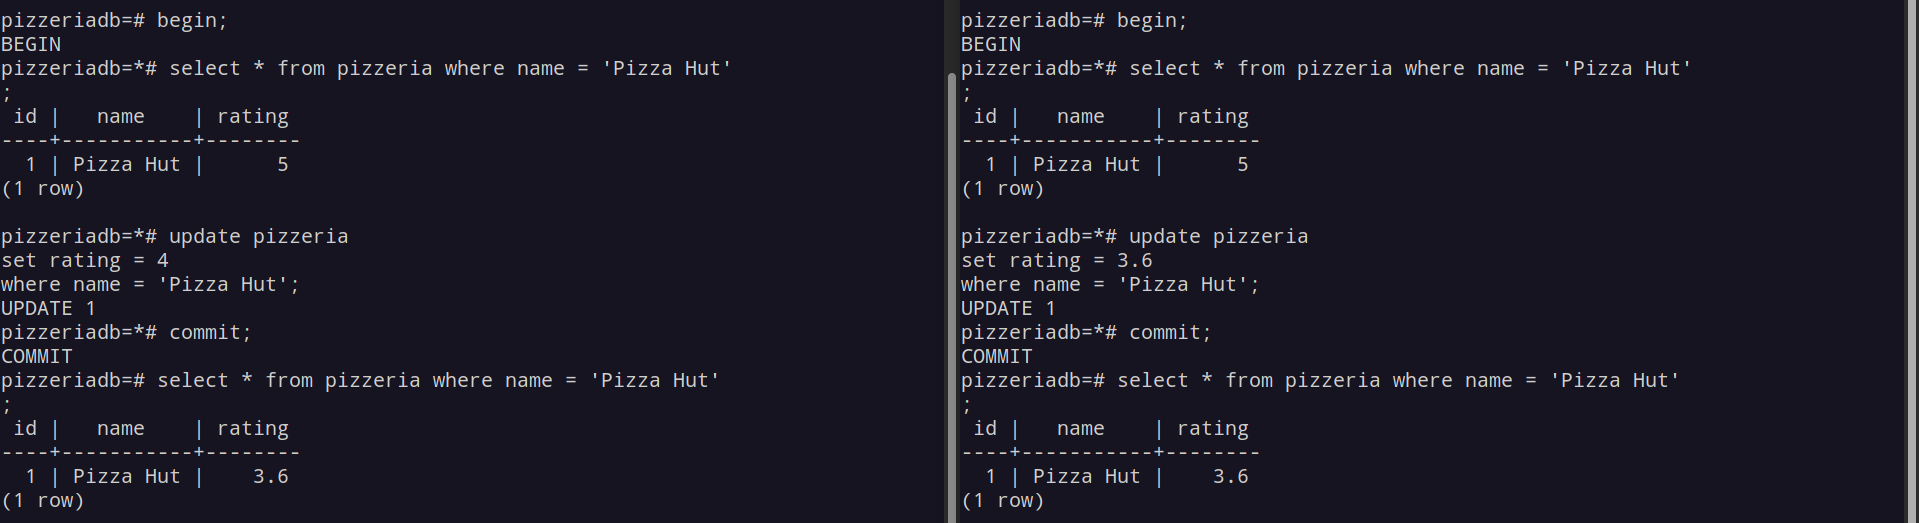 pizzeriadb=# begin;
BEGIN
pizzeriadb=*# select * from pizzeria where name = 'Pizza Hut'
;
 id |   name    | rating
----+-----------+--------
  1 | Pizza Hut |      5
(1 row)

pizzeriadb=*# update pizzeria
set rating = 4
where name = 'Pizza Hut';
UPDATE 1
pizzeriadb=*# commit;
COMMIT
pizzeriadb=# select * from pizzeria where name = 'Pizza Hut'
;
 id |   name    | rating
----+-----------+--------
  1 | Pizza Hut |    3.6
(1 row)
pizzeriadb=# begin;
BEGIN
pizzeriadb=*# select * from pizzeria where name = 'Pizza Hut'
;
 id |   name    | rating
----+-----------+--------
  1 | Pizza Hut |      5
(1 row)

pizzeriadb=*# update pizzeria
set rating = 3.6
where name = 'Pizza Hut';
UPDATE 1
pizzeriadb=*# commit;
COMMIT
pizzeriadb=# select * from pizzeria where name = 'Pizza Hut'
;
 id |   name    | rating
----+-----------+--------
  1 | Pizza Hut |    3.6
(1 row)